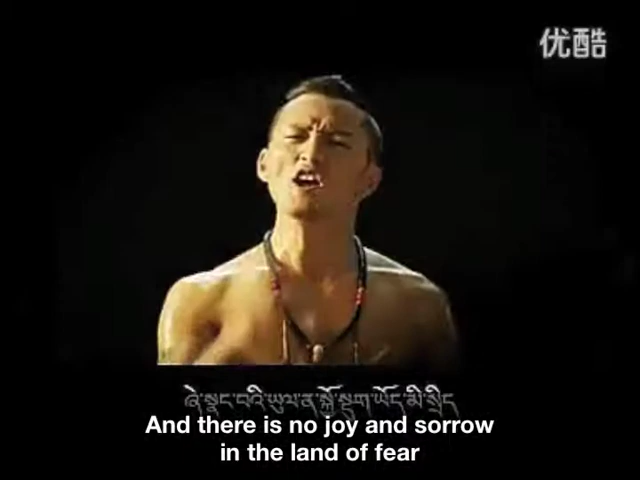 优酷
ཞེ་སྣང་བའི་ཡུལ་ན་སྐྱོ་སྡུག་ཡོད་མི་སྲིད
And there is no joy and sorrow
in the land of fear